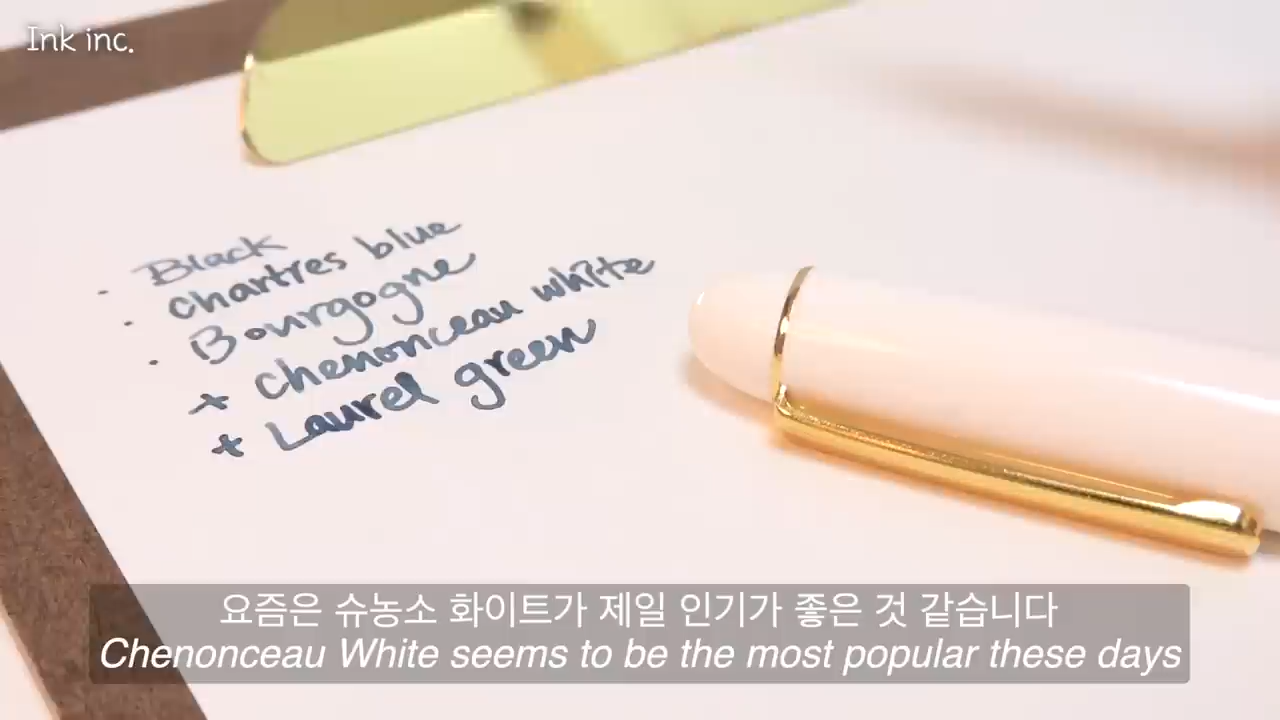 Ink inc.
· Black
· Chartres blue
· Bourgogne
+ Chenonceau white
+ Laurel green
요즘은 슈농소 화이트가 제일 인기가 좋은 것 같습니다
Chenonceau White seems to be the most popular these days